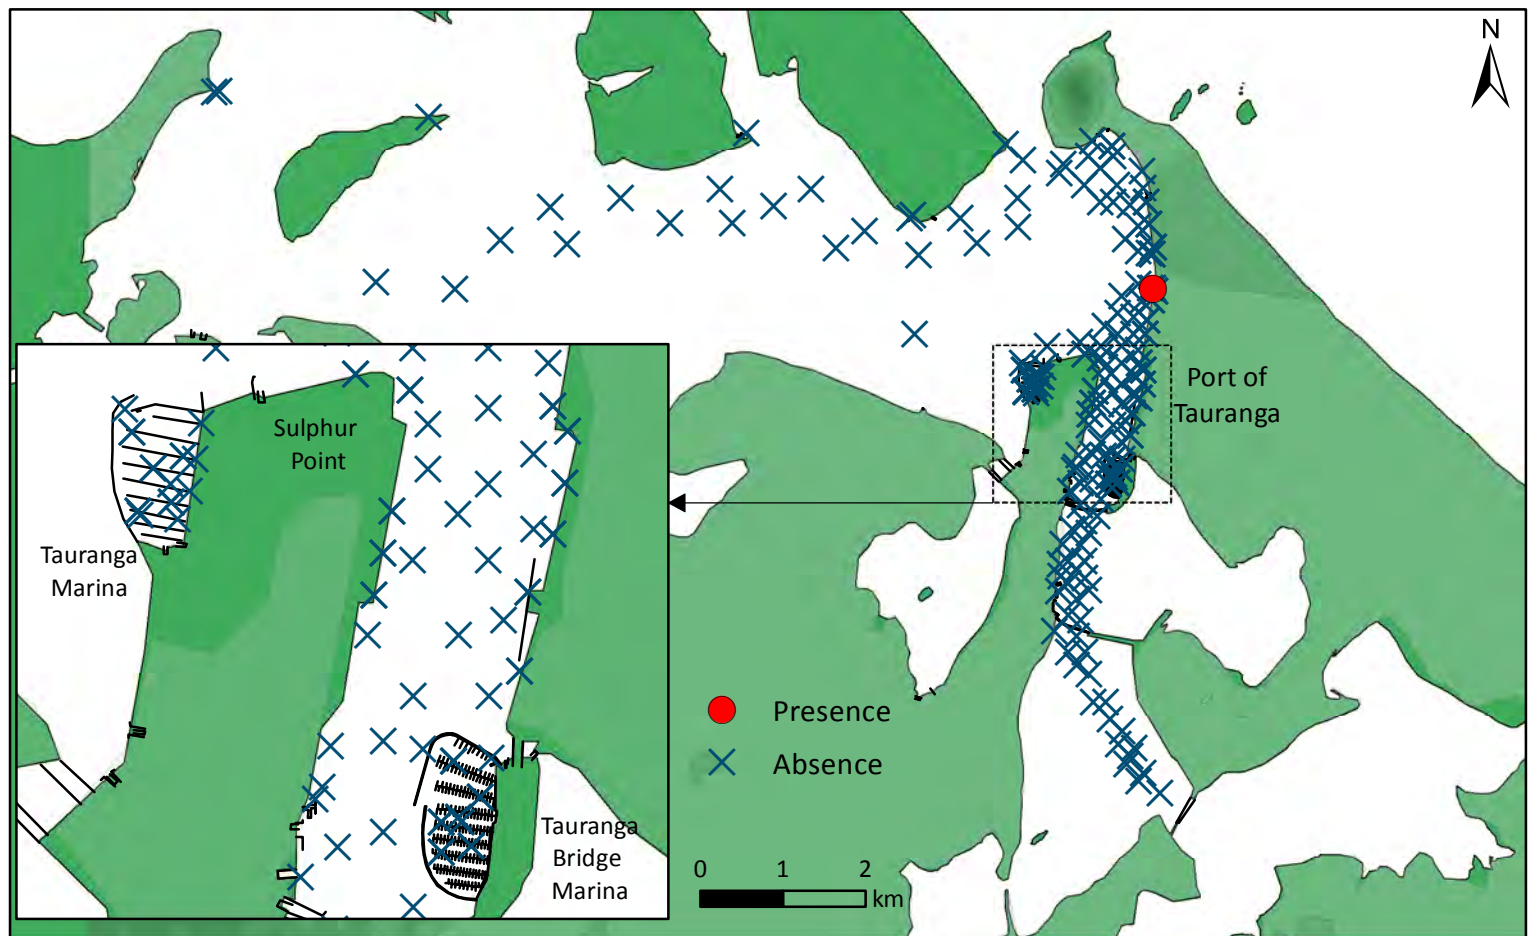 N
Port of
Tauranga
Sulphur
Point
Tauranga
Marina
Presence
Absence
Tauranga
Bridge
Marina
0 1 2
km